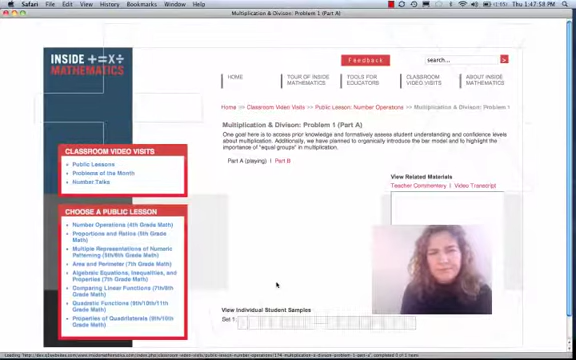 Safari File Edit View History Bookmarks Window Help
1:47:58 PM
Multiplication & Divison: Problem 1 (Part A)
INSIDE
MATHEMATICS
Feedback
search...
HOME
TOUR OF INSIDE MATHEMATICS
TOOLS FOR EDUCATORS
CLASSROOM VIDEO VISITS
ABOUT INSIDE MATHEMATICS
Home >> Classroom Video Visits >> Public Lesson: Number Operations >> Multiplication & Divison: Problem 1
Multiplication & Divison: Problem 1 (Part A)
One goal here is to access prior knowledge and formatively assess student understanding and confidence levels
about multiplication. Additionally, we have planned to organically introduce the bar model and to highlight the
importance of "equal groups" in multiplication.
Part A (playing) | Part B
CLASSROOM VIDEO VISITS
Public Lessons
Problems of the Month
Number Talks
View Related Materials
Teacher Commentary | Video Transcript
CHOOSE A PUBLIC LESSON
Number Operations (4th Grade Math)
Proportions and Ratios (5th Grade
Math)
Multiple Representations of Numeric
Patterning (5th/6th Grade Math)
Area and Perimeter (7th Grade Math)
Algebraic Equations, Inequalities, and
Properties (7th Grade Math)
Comparing Linear Functions (7th/8th
Grade Math)
Quadratic Functions (9th/10th/11th
Grade Math)
Properties of Quadrilaterals (9th/10th
Grade Math)
View Individual Student Samples
Set 1